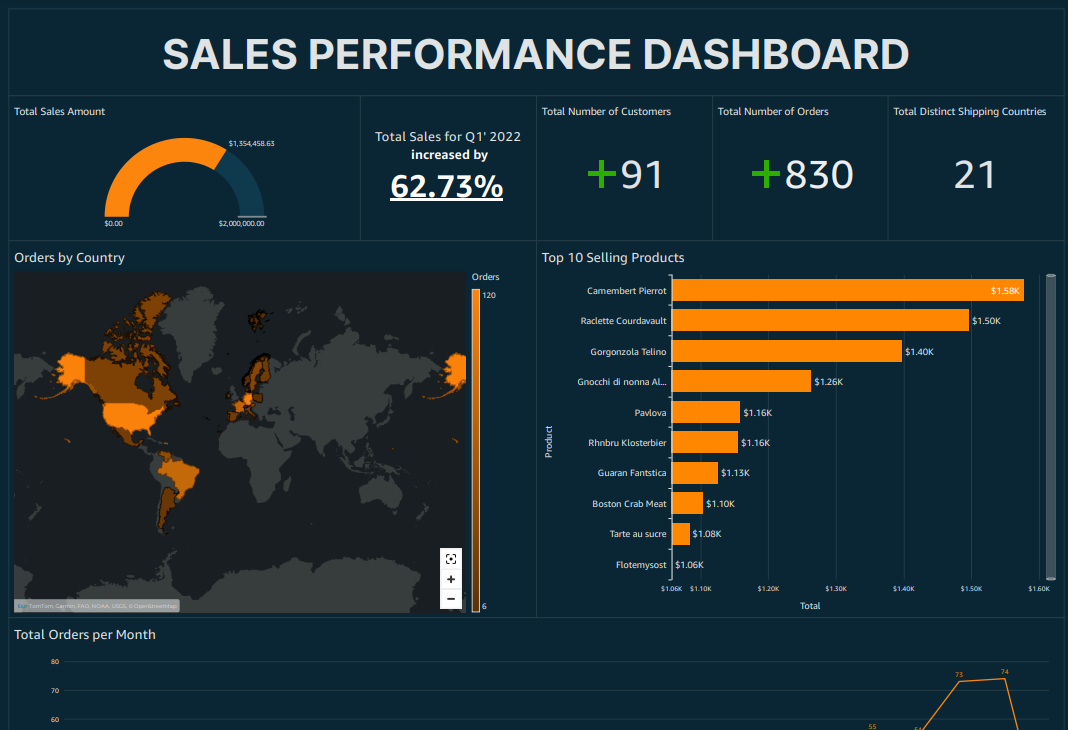 SALES PERFORMANCE DASHBOARD
Total Sales Amount
$1,354,458.63
$0.00
$2,000,000.00
Total Sales for Q1' 2022
increased by
62.73%
Total Number of Customers
+91
Total Number of Orders
+830
Total Distinct Shipping Countries
21
Orders by Country
Orders
120
6
TomTom, Garmin, FAO, NOAA, USGS, © OpenStreetMap
Top 10 Selling Products
Product
Camembert Pierrot
$1.58K
Raclette Courdavault
$1.50K
Gorgonzola Telino
$1.40K
Gnocchi di nonna Al...
$1.26K
Pavlova
$1.16K
Rhnbru Klosterbier
$1.16K
Guaran Fantstica
$1.13K
Boston Crab Meat
$1.10K
Tarte au sucre
$1.08K
Flotemysost
$1.06K
$1.06K $1.10K $1.20K $1.30K $1.40K $1.50K $1.60K
Total
Total Orders per Month
80
70
60
55
54
73
74